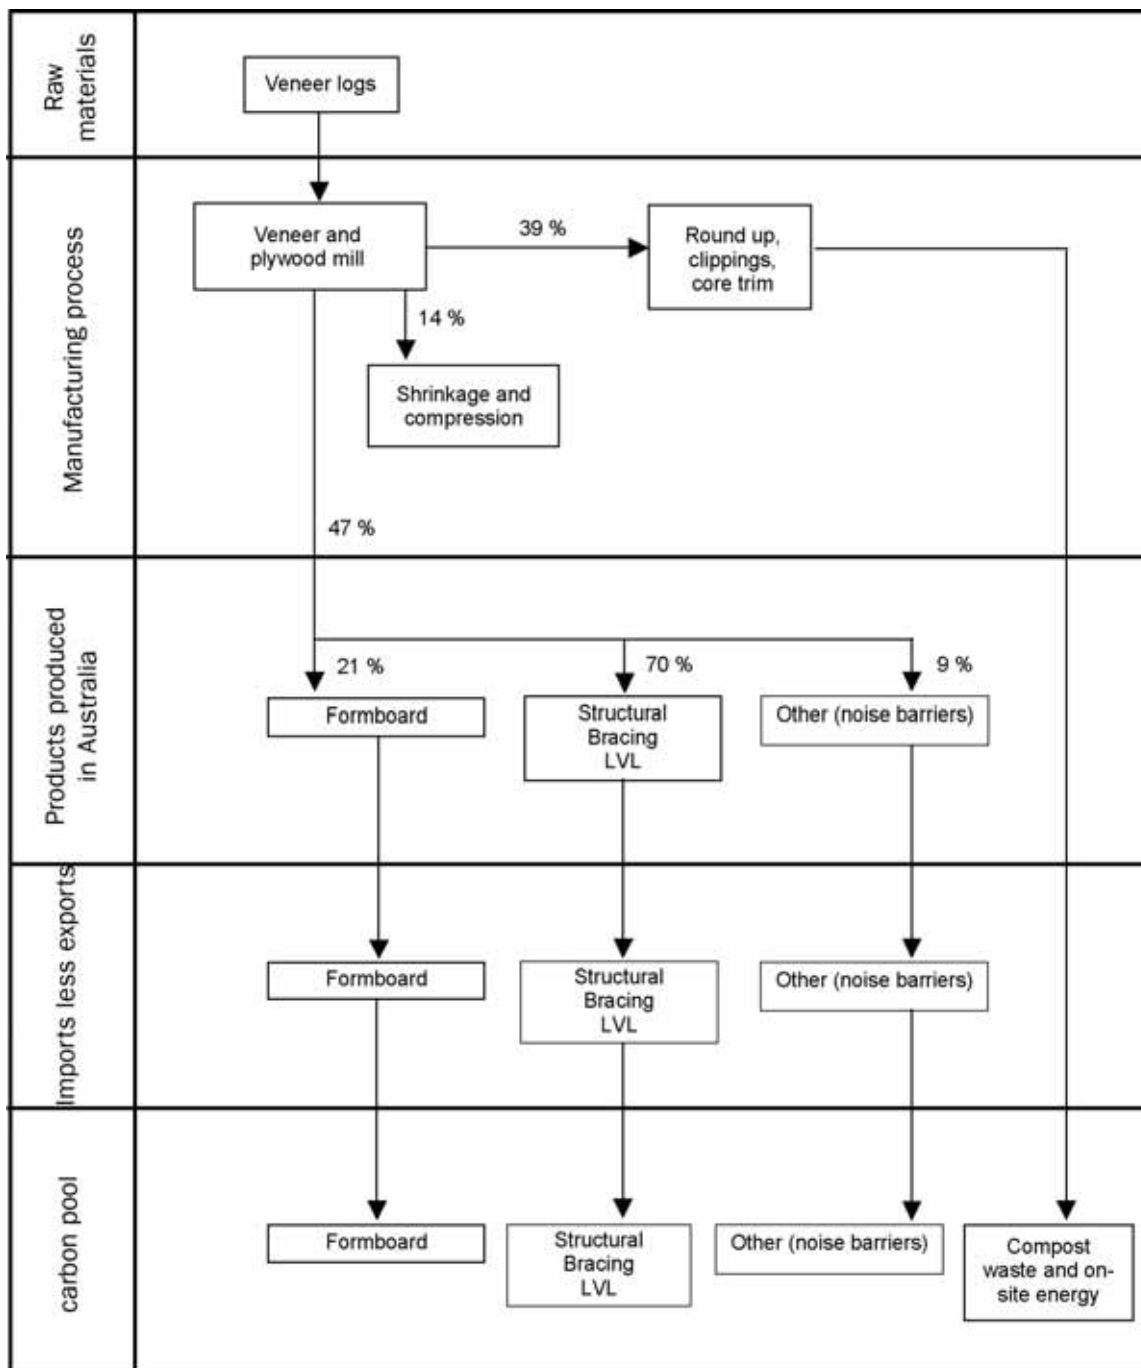 Raw
materials
Veneer logs
Manufacturing process
Veneer and
plywood mill
39 %
Round up,
clippings,
core trim
14 %
Shrinkage and
compression
47 %
Products produced
in Australia
21 %
70 %
9 %
Formboard
Structural
Bracing
LVL
Other (noise barriers)
Imports less exports
Formboard
Structural
Bracing
LVL
Other (noise barriers)
carbon pool
Formboard
Structural
Bracing
LVL
Other (noise barriers)
Compost
waste and on-
site energy